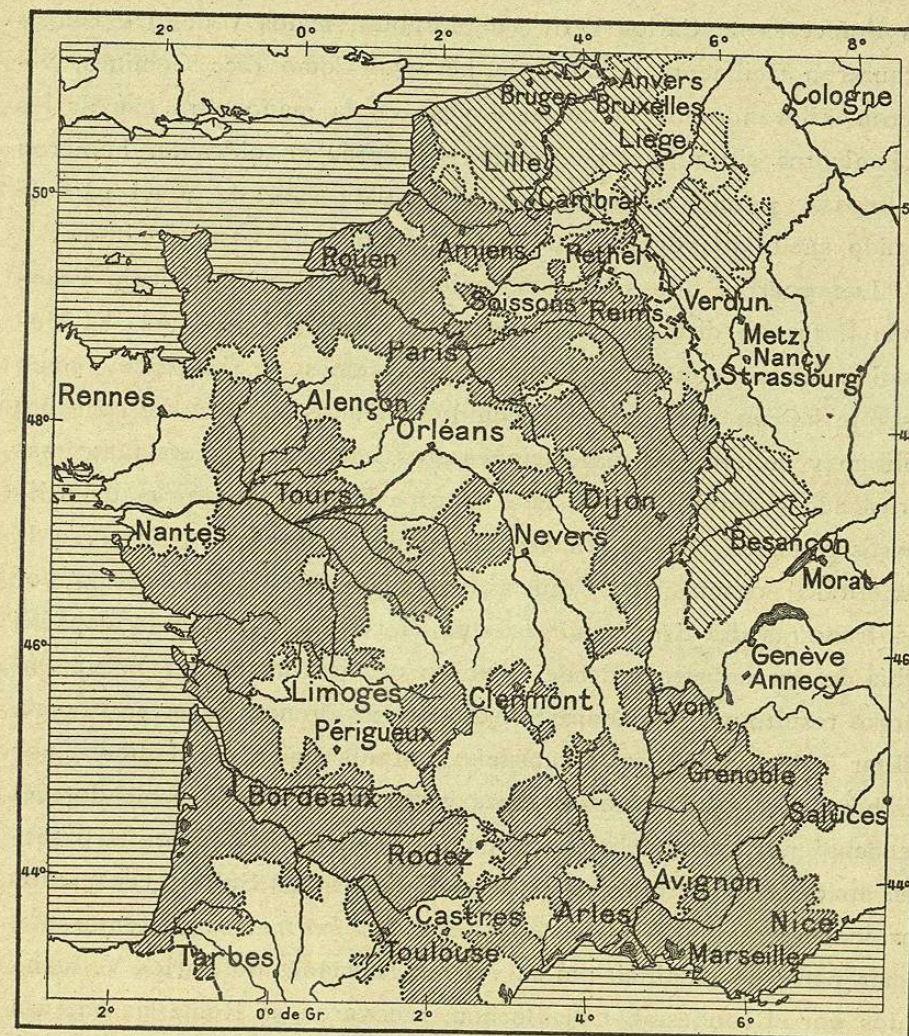 2° 0° 2° 4° 6° 8°
Bruges Anvers
Bruxelles
Cologne
Liège
Lille
50° 5
Cambrai
Rouen Amiens Rethel
Soissons Reims Verdun
Metz
Paris Nancy
Strassbourg
Rennes Alençon
48° 4
Orléans
Tours Dijon
Nantes Nevers Besançon
Morat
46° 46
Genève
Limoges Clermont Lyon Annecy
Périgueux
Grenoble
Bordeaux Saluces
Rodez
44° 44°
Avignon
Castres Arles Nice
Tarbes Toulouse Marseille
2° 0° de Gr 2° 4° 6°